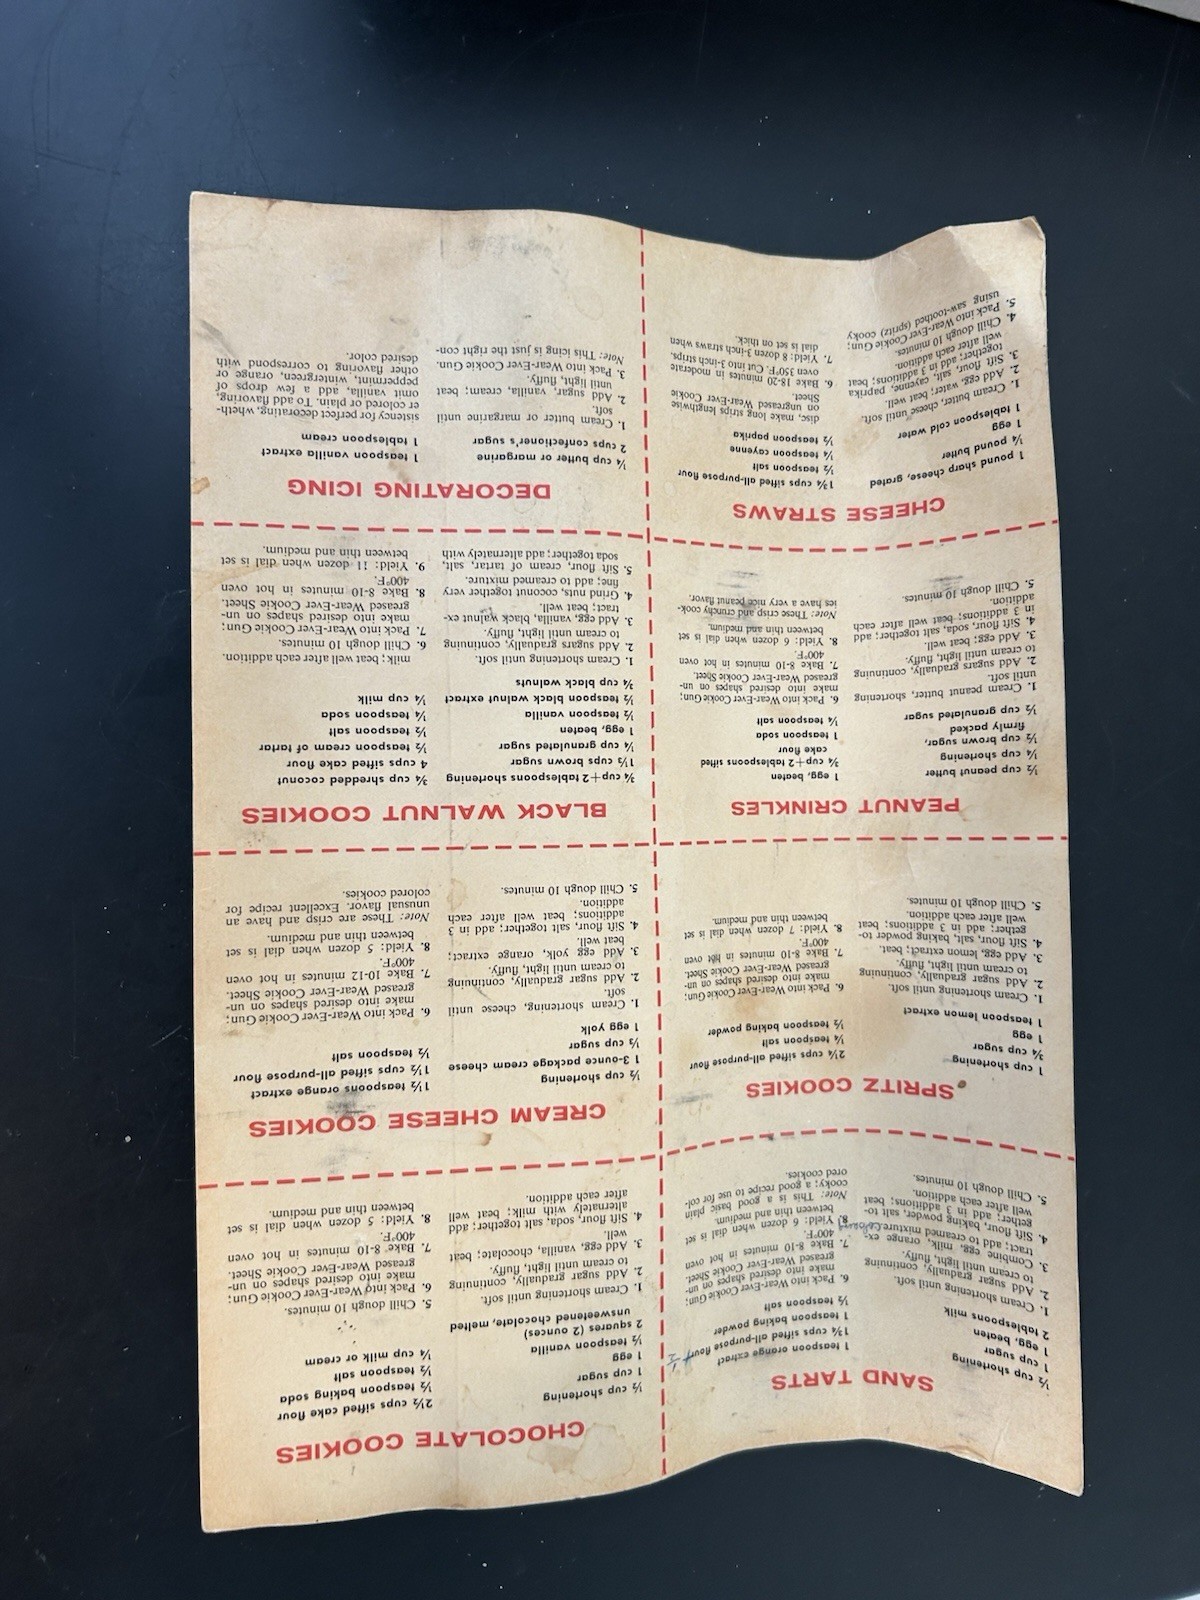 SAND TARTS
½ cup shortening
1 cup sugar
1 egg, beaten
2 tablespoons milk
1 teaspoon orange extract
1¾ cups sifted all-purpose flour
1 teaspoon baking powder
½ teaspoon salt
1. Cream shortening until soft.
2. Add sugar gradually, continuing
to cream until light, fluffy.
3. Combine egg, milk, orange ex-
tract; add to creamed mixture.
4. Sift flour, baking powder, salt to-
gether; add in 3 additions; beat
well after each addition.
5. Chill dough 10 minutes.
6. Pack into Wear-Ever Cookie Gun;
make into desired shapes on un-
greased Wear-Ever Cookie Sheet.
7. Bake 8-10 minutes in hot oven
400°F.
8. Yield: 6 dozen when dial is set
between thin and medium.
Note: This is a good basic plain
cooky; a good recipe to use for col-
ored cookies.
CHOCOLATE COOKIES
½ cup shortening
1 cup sugar
1 egg
½ teaspoon vanilla
2 squares (2 ounces)
unsweetened chocolate, melted
2½ cups sifted cake flour
½ teaspoon baking soda
½ teaspoon salt
¼ cup milk or cream
1. Cream shortening until soft.
2. Add sugar gradually, continuing
to cream until light, fluffy.
3. Add egg, vanilla, chocolate; beat
well.
4. Sift flour, soda, salt together; add
alternately with milk; beat well
after each addition.
5. Chill dough 10 minutes.
6. Pack into Wear-Ever Cookie Gun;
make into desired shapes on un-
greased Wear-Ever Cookie Sheet.
7. Bake 8-10 minutes in hot oven
400°F.
8. Yield: 5 dozen when dial is set
between thin and medium.
SPRITZ COOKIES
1 cup shortening
¾ cup sugar
1 egg
1 teaspoon lemon extract
2¼ cups sifted all-purpose flour
¼ teaspoon salt
½ teaspoon baking powder
1. Cream shortening until soft.
2. Add sugar gradually, continuing
to cream until light, fluffy.
3. Add egg, lemon extract; beat.
4. Sift flour, salt, baking powder to-
gether; add in 3 additions; beat
well after each addition.
5. Chill dough 10 minutes.
6. Pack into Wear-Ever Cookie Gun;
make into desired shapes on un-
greased Wear-Ever Cookie Sheet.
7. Bake 8-10 minutes in hot oven
400°F.
8. Yield: 7 dozen when dial is set
between thin and medium.
CREAM CHEESE COOKIES
½ cup shortening
1 3-ounce package cream cheese
⅓ cup sugar
1 egg yolk
1½ teaspoons orange extract
1½ cups sifted all-purpose flour
½ teaspoon salt
1. Cream shortening, cheese until
soft.
2. Add sugar gradually, continuing
to cream until light, fluffy.
3. Add egg yolk, orange extract;
beat well.
4. Sift flour, salt together; add in 3
additions; beat well after each
addition.
5. Chill dough 10 minutes.
6. Pack into Wear-Ever Cookie Gun;
make into desired shapes on un-
greased Wear-Ever Cookie Sheet.
7. Bake 10-12 minutes in hot oven
400°F.
8. Yield: 5 dozen when dial is set
between thin and medium.
Note: These are crisp and have an
unusual flavor. Excellent recipe for
colored cookies.
PEANUT CRINKLES
½ cup peanut butter
¼ cup shortening
½ cup brown sugar,
firmly packed
½ cup granulated sugar
1 egg, beaten
¾ cup + 2 tablespoons sifted
cake flour
1 teaspoon soda
¼ teaspoon salt
1. Cream peanut butter, shortening
until soft.
2. Add sugars gradually, continuing
to cream until light, fluffy.
3. Add egg; beat well.
4. Sift flour, soda, salt together; add
in 3 additions; beat well after each
addition.
5. Chill dough 10 minutes.
6. Pack into Wear-Ever Cookie Gun;
make into desired shapes on un-
greased Wear-Ever Cookie Sheet.
7. Bake 8-10 minutes in hot oven
400°F.
8. Yield: 6 dozen when dial is set
between thin and medium.
Note: These crisp and crunchy cook-
ies have a very nice peanut flavor.
BLACK WALNUT COOKIES
¾ cup + 2 tablespoons shortening
1⅓ cups brown sugar
¼ cup granulated sugar
1 egg, beaten
½ teaspoon vanilla
½ teaspoon black walnut extract
¾ cup black walnuts
¾ cup shredded coconut
4 cups sifted cake flour
½ teaspoon cream of tartar
½ teaspoon salt
¼ teaspoon soda
¼ cup milk
1. Cream shortening until soft.
2. Add sugars gradually, continuing
to cream until light, fluffy.
3. Add egg, vanilla, black walnut ex-
tract; beat well.
4. Grind nuts, coconut together very
fine; add to creamed mixture.
5. Sift flour, cream of tartar, salt,
soda together; add alternately with
milk; beat well after each addition.
6. Chill dough 10 minutes.
7. Pack into Wear-Ever Cookie Gun;
make into desired shapes on un-
greased Wear-Ever Cookie Sheet.
8. Bake 8-10 minutes in hot oven
400°F.
9. Yield: 11 dozen when dial is set
between thin and medium.
CHEESE STRAWS
1 pound sharp cheese, grated
¼ pound butter
1 egg
1 tablespoon cold water
1¾ cups sifted all-purpose flour
½ teaspoon salt
¼ teaspoon cayenne
½ teaspoon paprika
1. Cream butter, cheese until soft.
2. Add egg, water; beat well.
3. Sift flour, salt, cayenne, paprika
together; add in 3 additions; beat
well after each addition.
4. Chill dough 10 minutes.
5. Pack into Wear-Ever Cookie Gun;
using saw-toothed (spritz) cooky
disc, make long strips lengthwise
on ungreased Wear-Ever Cookie
Sheet.
6. Bake 18-20 minutes in moderate
oven 350°F. Cut into 3-inch strips.
7. Yield: 8 dozen 3-inch straws when
dial is set on thick.
DECORATING ICING
¼ cup butter or margarine
2 cups confectioner's sugar
1 teaspoon vanilla extract
1 tablespoon cream
1. Cream butter or margarine until
soft.
2. Add sugar, vanilla, cream; beat
until light, fluffy.
3. Pack into Wear-Ever Cookie Gun.
Note: This icing is just the right con-
sistency for perfect decorating, wheth-
er colored or plain. To add flavoring,
omit vanilla, add a few drops of
peppermint, wintergreen, orange or
other flavoring to correspond with
desired color.